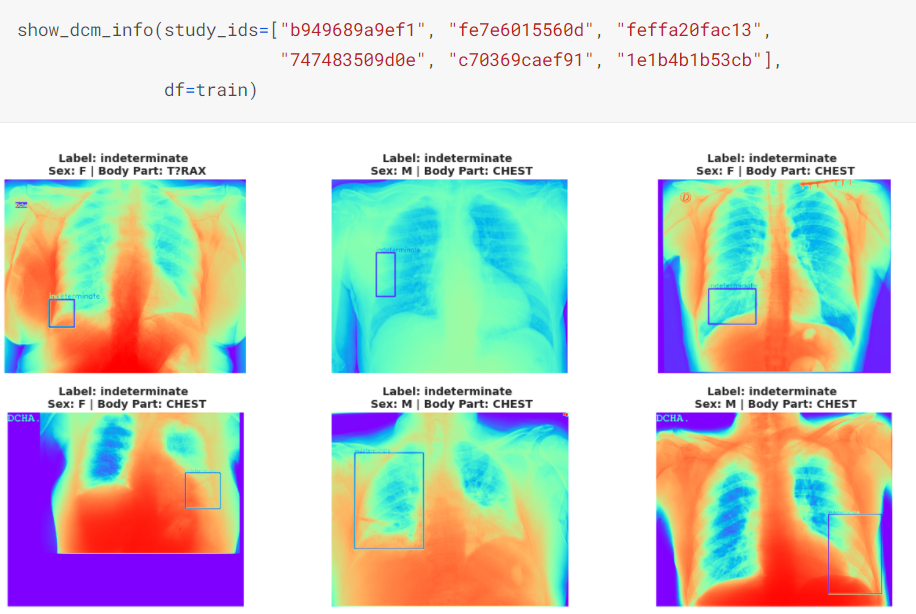 show_dcm_info(study_ids=["b949689a9ef1", "fe7e6015560d", "feffa20fac13",
"747483509d0e", "c70369caef91", "1e1b4b1b53cb"],
df=train)
Label: indeterminate
Sex: F | Body Part: T?RAX
Label: indeterminate
Sex: M | Body Part: CHEST
Label: indeterminate
Sex: F | Body Part: CHEST
indeterminate
indeterminate
indeterminate
D
Label: indeterminate
Sex: F | Body Part: CHEST
Label: indeterminate
Sex: M | Body Part: CHEST
Label: indeterminate
Sex: M | Body Part: CHEST
DCHA.
DCHA.